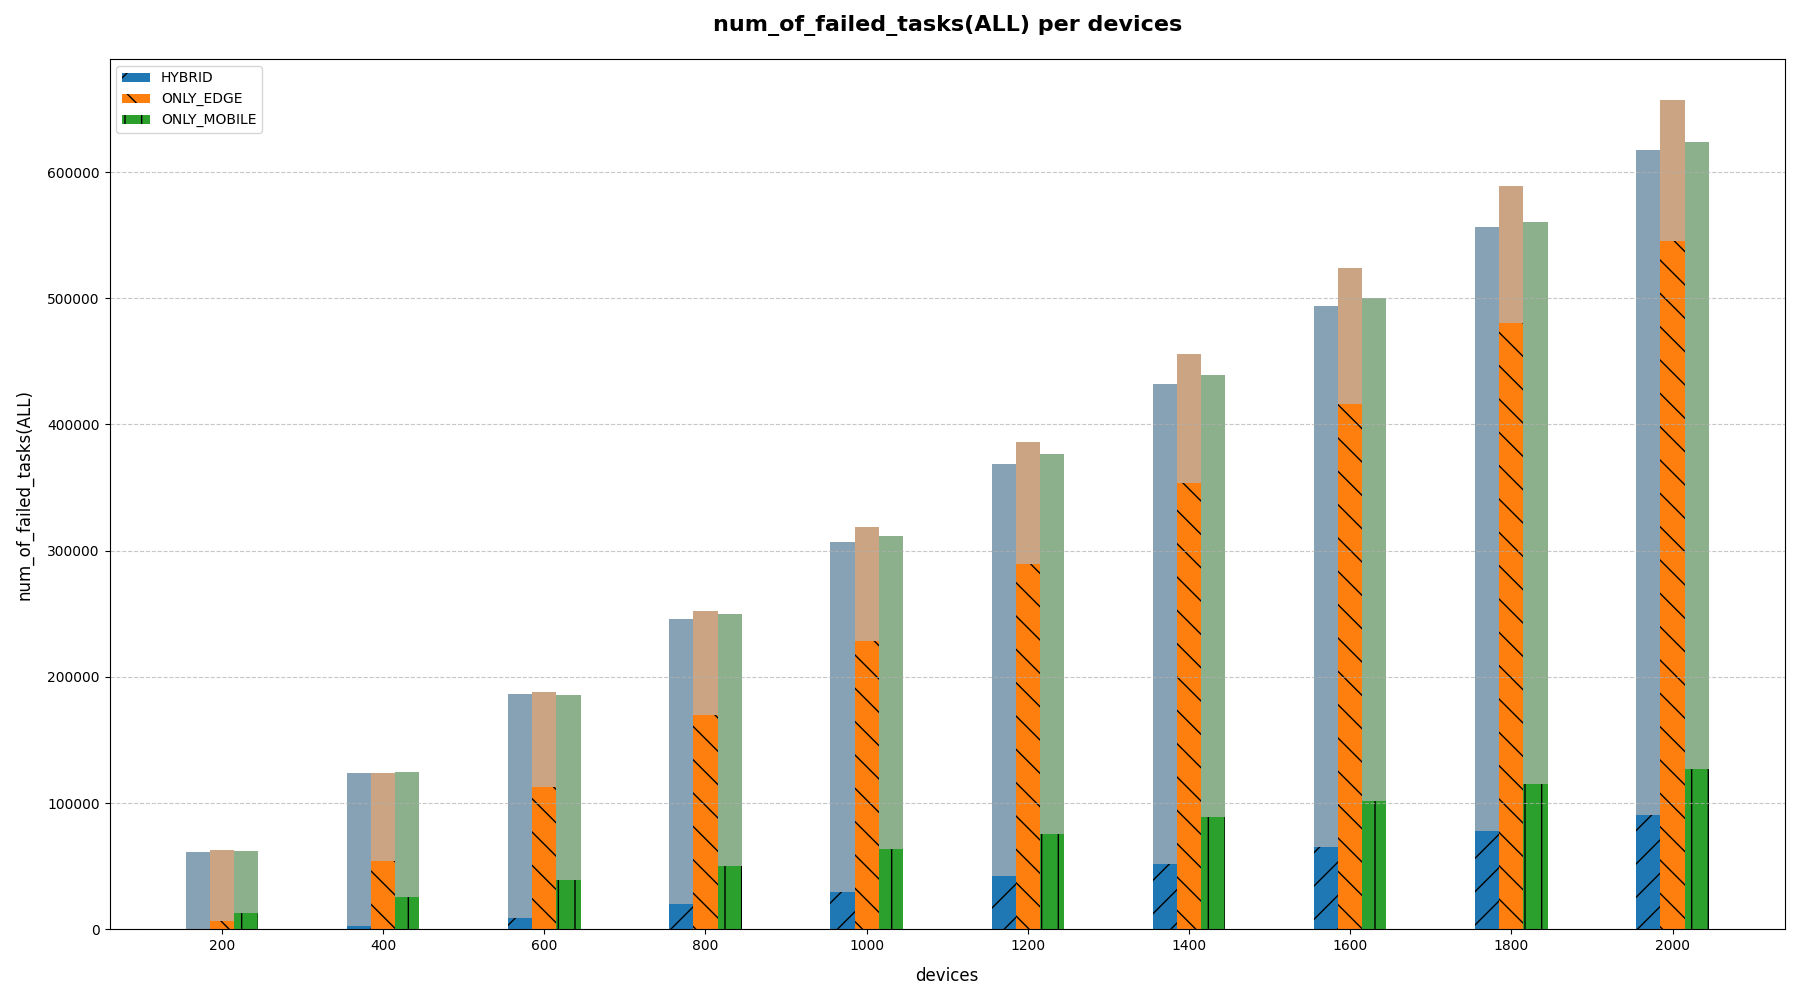 num_of_failed_tasks(ALL) per devices
HYBRID
ONLY_EDGE
ONLY_MOBILE
num_of_failed_tasks(ALL)
600000
500000
400000
300000
200000
100000
0
200 400 600 800 1000 1200 1400 1600 1800 2000
devices